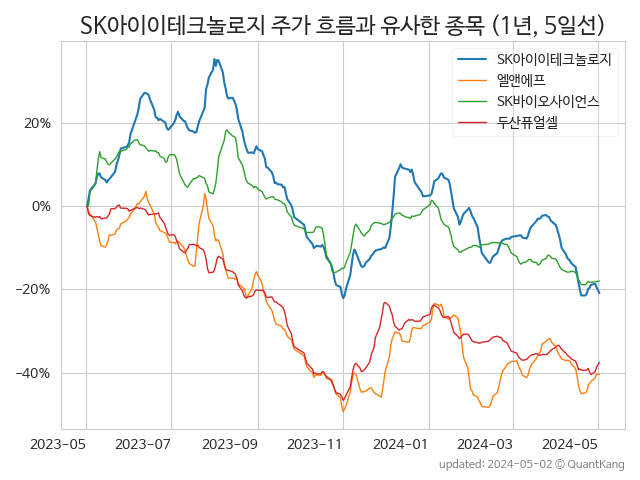 SK아이이테크놀로지 주가 흐름과 유사한 종목 (1년, 5일선)
SK아이이테크놀로지
엘앤에프
SK바이오사이언스
두산퓨얼셀
20%
0%
−20%
−40%
2023-05 2023-07 2023-09 2023-11 2024-01 2024-03 2024-05
updated: 2024-05-02 © QuantKang